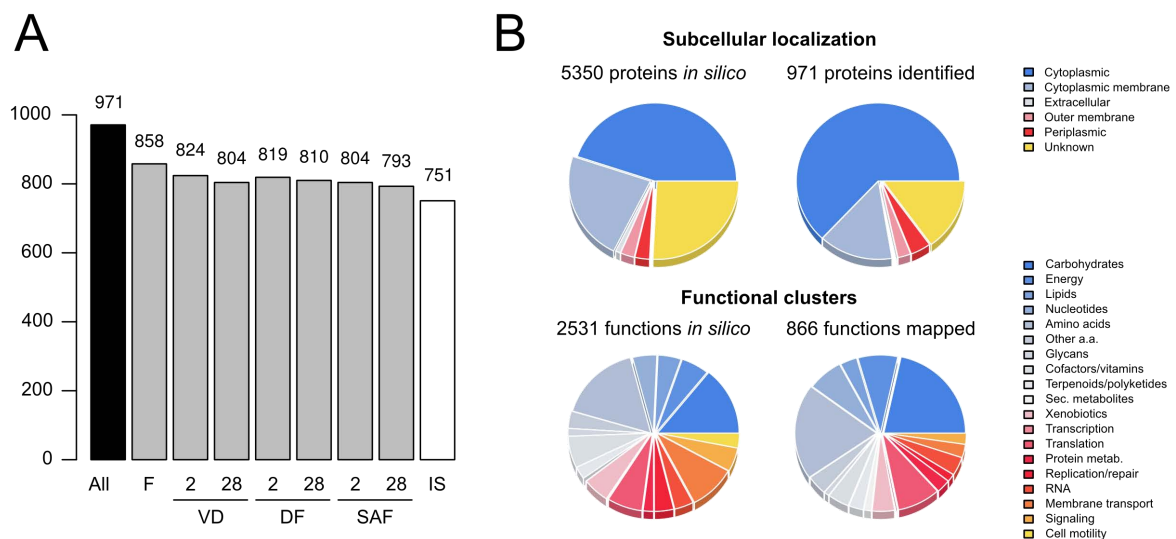 A
1000
800
600
400
200
0
971
858
824
804
819
810
804
793
751
All F 2 28 2 28 2 28 IS
VD DF SAF
B
Subcellular localization
5350 proteins in silico
971 proteins identified
Cytoplasmic
Cytoplasmic membrane
Extracellular
Outer membrane
Periplasmic
Unknown
Functional clusters
2531 functions in silico
866 functions mapped
Carbohydrates
Energy
Lipids
Nucleotides
Amino acids
Other a.a.
Glycans
Cofactors/vitamins
Terpenoids/polyketides
Sec. metabolites
Xenobiotics
Transcription
Translation
Protein metab.
Replication/repair
RNA
Membrane transport
Signaling
Cell motility